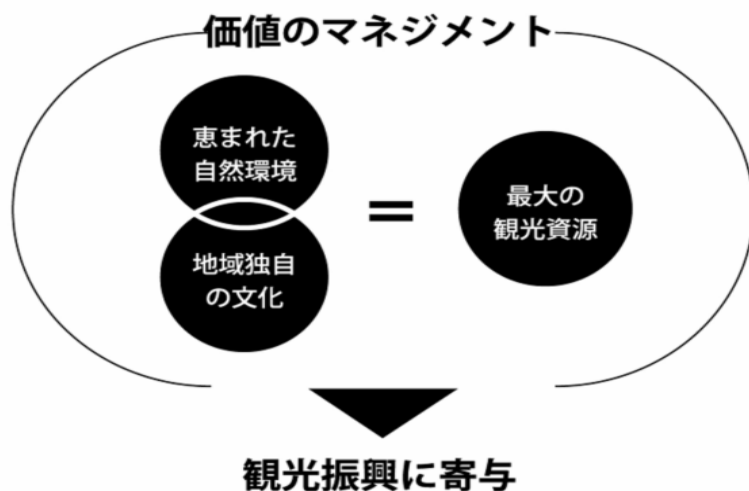 価値のマネジメント
恵まれた
自然環境
地域独自
の文化
＝
最大の
観光資源
観光振興に寄与